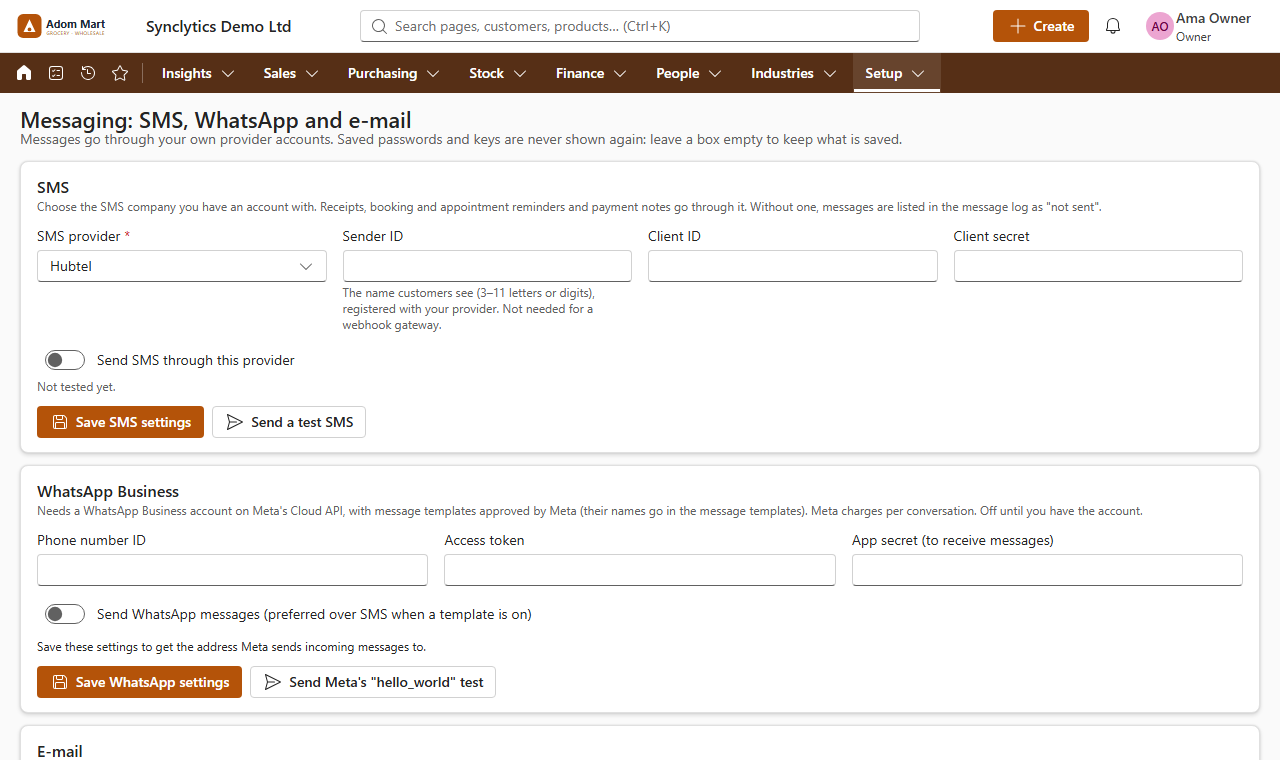 Adom Mart
GROCERY · WHOLESALE
Synclytics Demo Ltd
Search pages, customers, products... (Ctrl+K)
Create
AO
Ama Owner
Owner
Insights
Sales
Purchasing
Stock
Finance
People
Industries
Setup
Messaging: SMS, WhatsApp and e-mail
Messages go through your own provider accounts. Saved passwords and keys are never shown again: leave a box empty to keep what is saved.
SMS
Choose the SMS company you have an account with. Receipts, booking and appointment reminders and payment notes go through it. Without one, messages are listed in the message log as "not sent".
SMS provider *
Sender ID
Client ID
Client secret
Hubtel
The name customers see (3–11 letters or digits),
registered with your provider. Not needed for a
webhook gateway.
Send SMS through this provider
Not tested yet.
Save SMS settings
Send a test SMS
WhatsApp Business
Needs a WhatsApp Business account on Meta's Cloud API, with message templates approved by Meta (their names go in the message templates). Meta charges per conversation. Off until you have the account.
Phone number ID
Access token
App secret (to receive messages)
Send WhatsApp messages (preferred over SMS when a template is on)
Save these settings to get the address Meta sends incoming messages to.
Save WhatsApp settings
Send Meta's "hello_world" test
E-mail